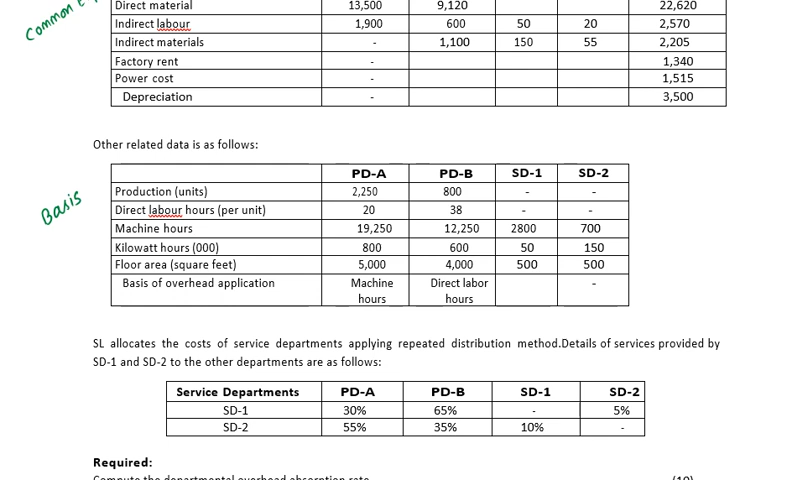 Direct material 13,500 9,120 22,620
Common
Indirect labour 1,900 600 50 20 2,570
Indirect materials - 1,100 150 55 2,205
Factory rent - 1,340
Power cost - 1,515
Depreciation - 3,500
Other related data is as follows:
PD-A PD-B SD-1 SD-2
Basis
Production (units) 2,250 800 - -
Direct labour hours (per unit) 20 38 - -
Machine hours 19,250 12,250 2800 700
Kilowatt hours (000) 800 600 50 150
Floor area (square feet) 5,000 4,000 500 500
Basis of overhead application Machine Direct labor -
hours hours
SL allocates the costs of service departments applying repeated distribution method.Details of services provided by
SD-1 and SD-2 to the other departments are as follows:
Service Departments PD-A PD-B SD-1 SD-2
SD-1 30% 65% - 5%
SD-2 55% 35% 10% -
Required:
Compute the departmental overhead absorption rate (10)